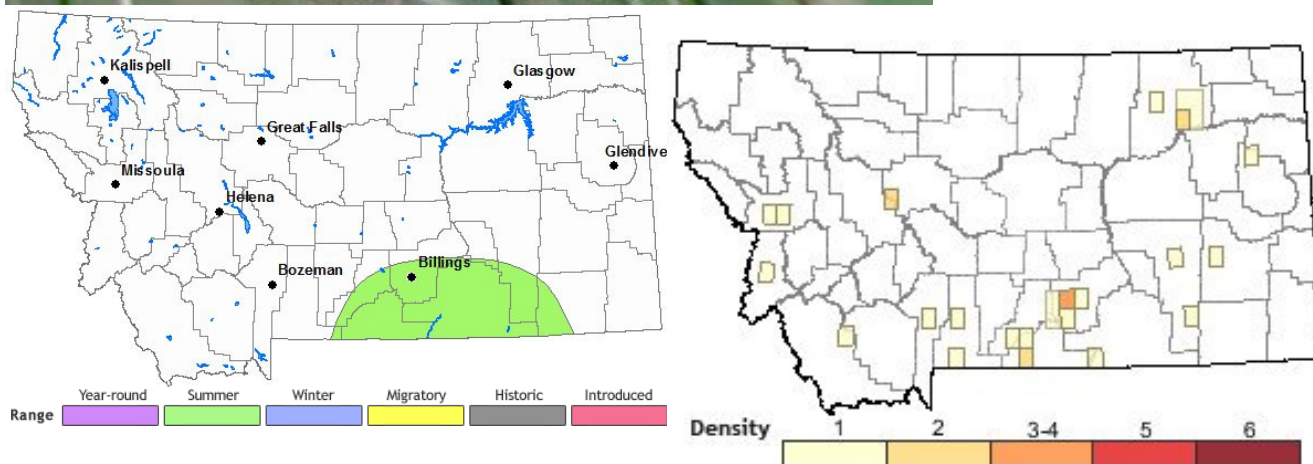 Kalispell
Glasgow
Great Falls
Glendive
Missoula
Helena
Billings
Bozeman
Range Year-round Summer Winter Migratory Historic Introduced
Density 1 2 3-4 5 6